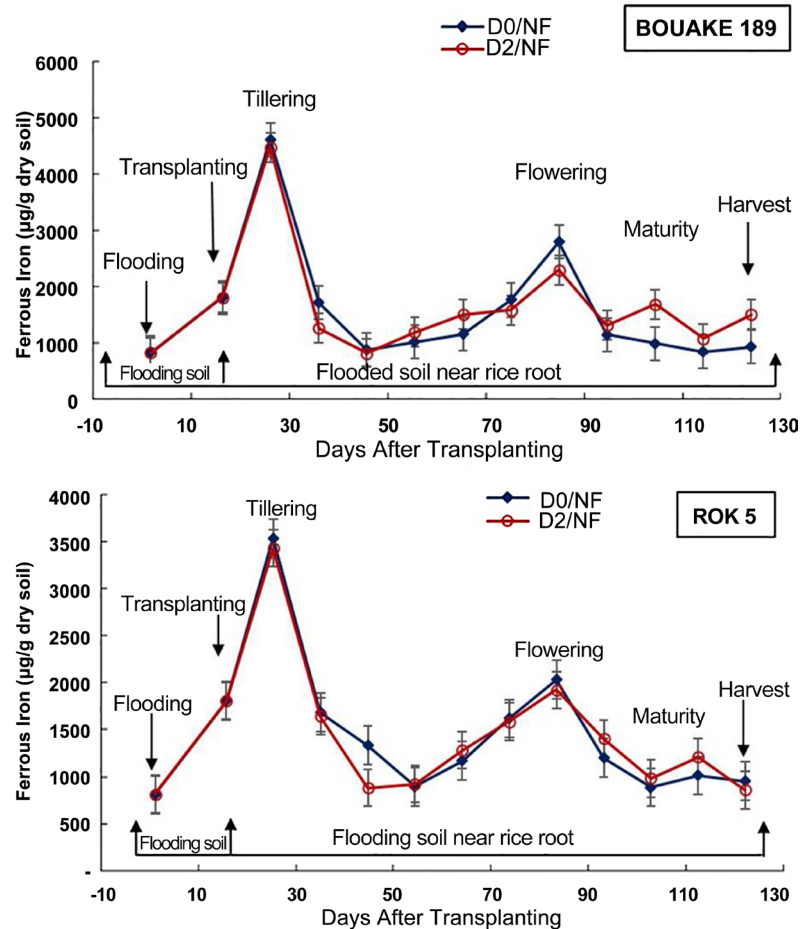 D0/NF
D2/NF
BOUAKE 189
Ferrous Iron (µg/g dry soil)
6000
5000
4000
3000
2000
1000
0
Tillering
Transplanting
Flooding
Flowering
Maturity
Harvest
Flooding soil
Flooded soil near rice root
-10 10 30 50 70 90 110 130
Days After Transplanting
D0/NF
D2/NF
ROK 5
Ferrous Iron (µg/g dry soil)
4000
3500
3000
2500
2000
1500
1000
500
-
Tillering
Transplanting
Flooding
Flowering
Maturity
Harvest
Flooding soil
Flooding soil near rice root
-10 10 30 50 70 90 110 130
Days After Transplanting